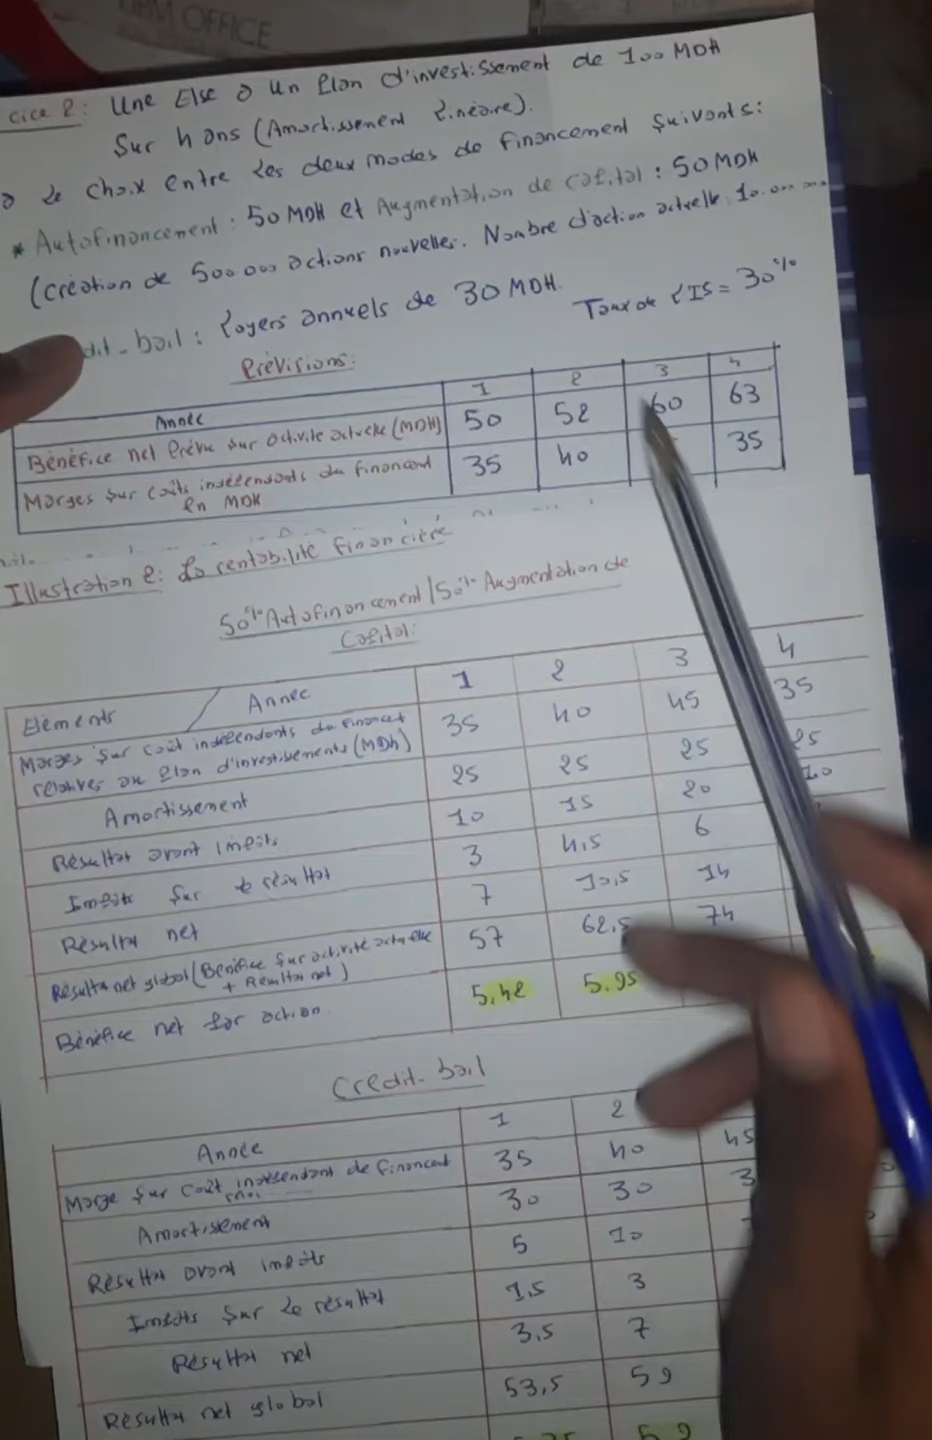 OFFICE
cice 2: Une Else a Un Plan d'investissement de 100 MDH
Sur 4 ans (Amortissement linéaire).
a le choix entre les deux modes de financement Suivants:
* Autofinancement: 50 MDH et Augmentation de capital: 50 MDH
(création de 500.000 actions nouvelles. Nombre d'action actuelle 10.000
dit-bail: loyers annuels de 30 MDH. Taux de l'IS = 30%
Prévisions:
Année 1 2 3 4
Bénéfice net Prévu Sur activité actuelle (MDH) 50 52 60 63
Marges Sur Coûts indépendants du financement 35 40 35
en MDH
Illustration 2: La rentabilité financière
50% Autofinancement/50% Augmentation de
Capital:
Eléments / Année 1 2 3 4
Marges Sur Coût indépendants du financet 35 40 45 35
relatives au Plan d'investissements (MDh)
Amortissement 25 25 25 25
Résultat avant impôts 10 15 20 10
Impôts Sur le résultat 3 4,5 6
Résultat net 7 10,5 14
Résultat net global (Bénéfice Sur activité actuelle 57 62,5 74
+ Résultat net)
Bénéfice net Par action 5,42 5.95
Crédit-bail
Année 1 2
Marge Sur Coût indépendant de financent 35 40 45
Amortissement 30 30 3
Résultat avant impôts 5 10
Impôts Sur le résultat 1,5 3
Résultat net 3,5 7
Résultat net global 53,5 59
5.9